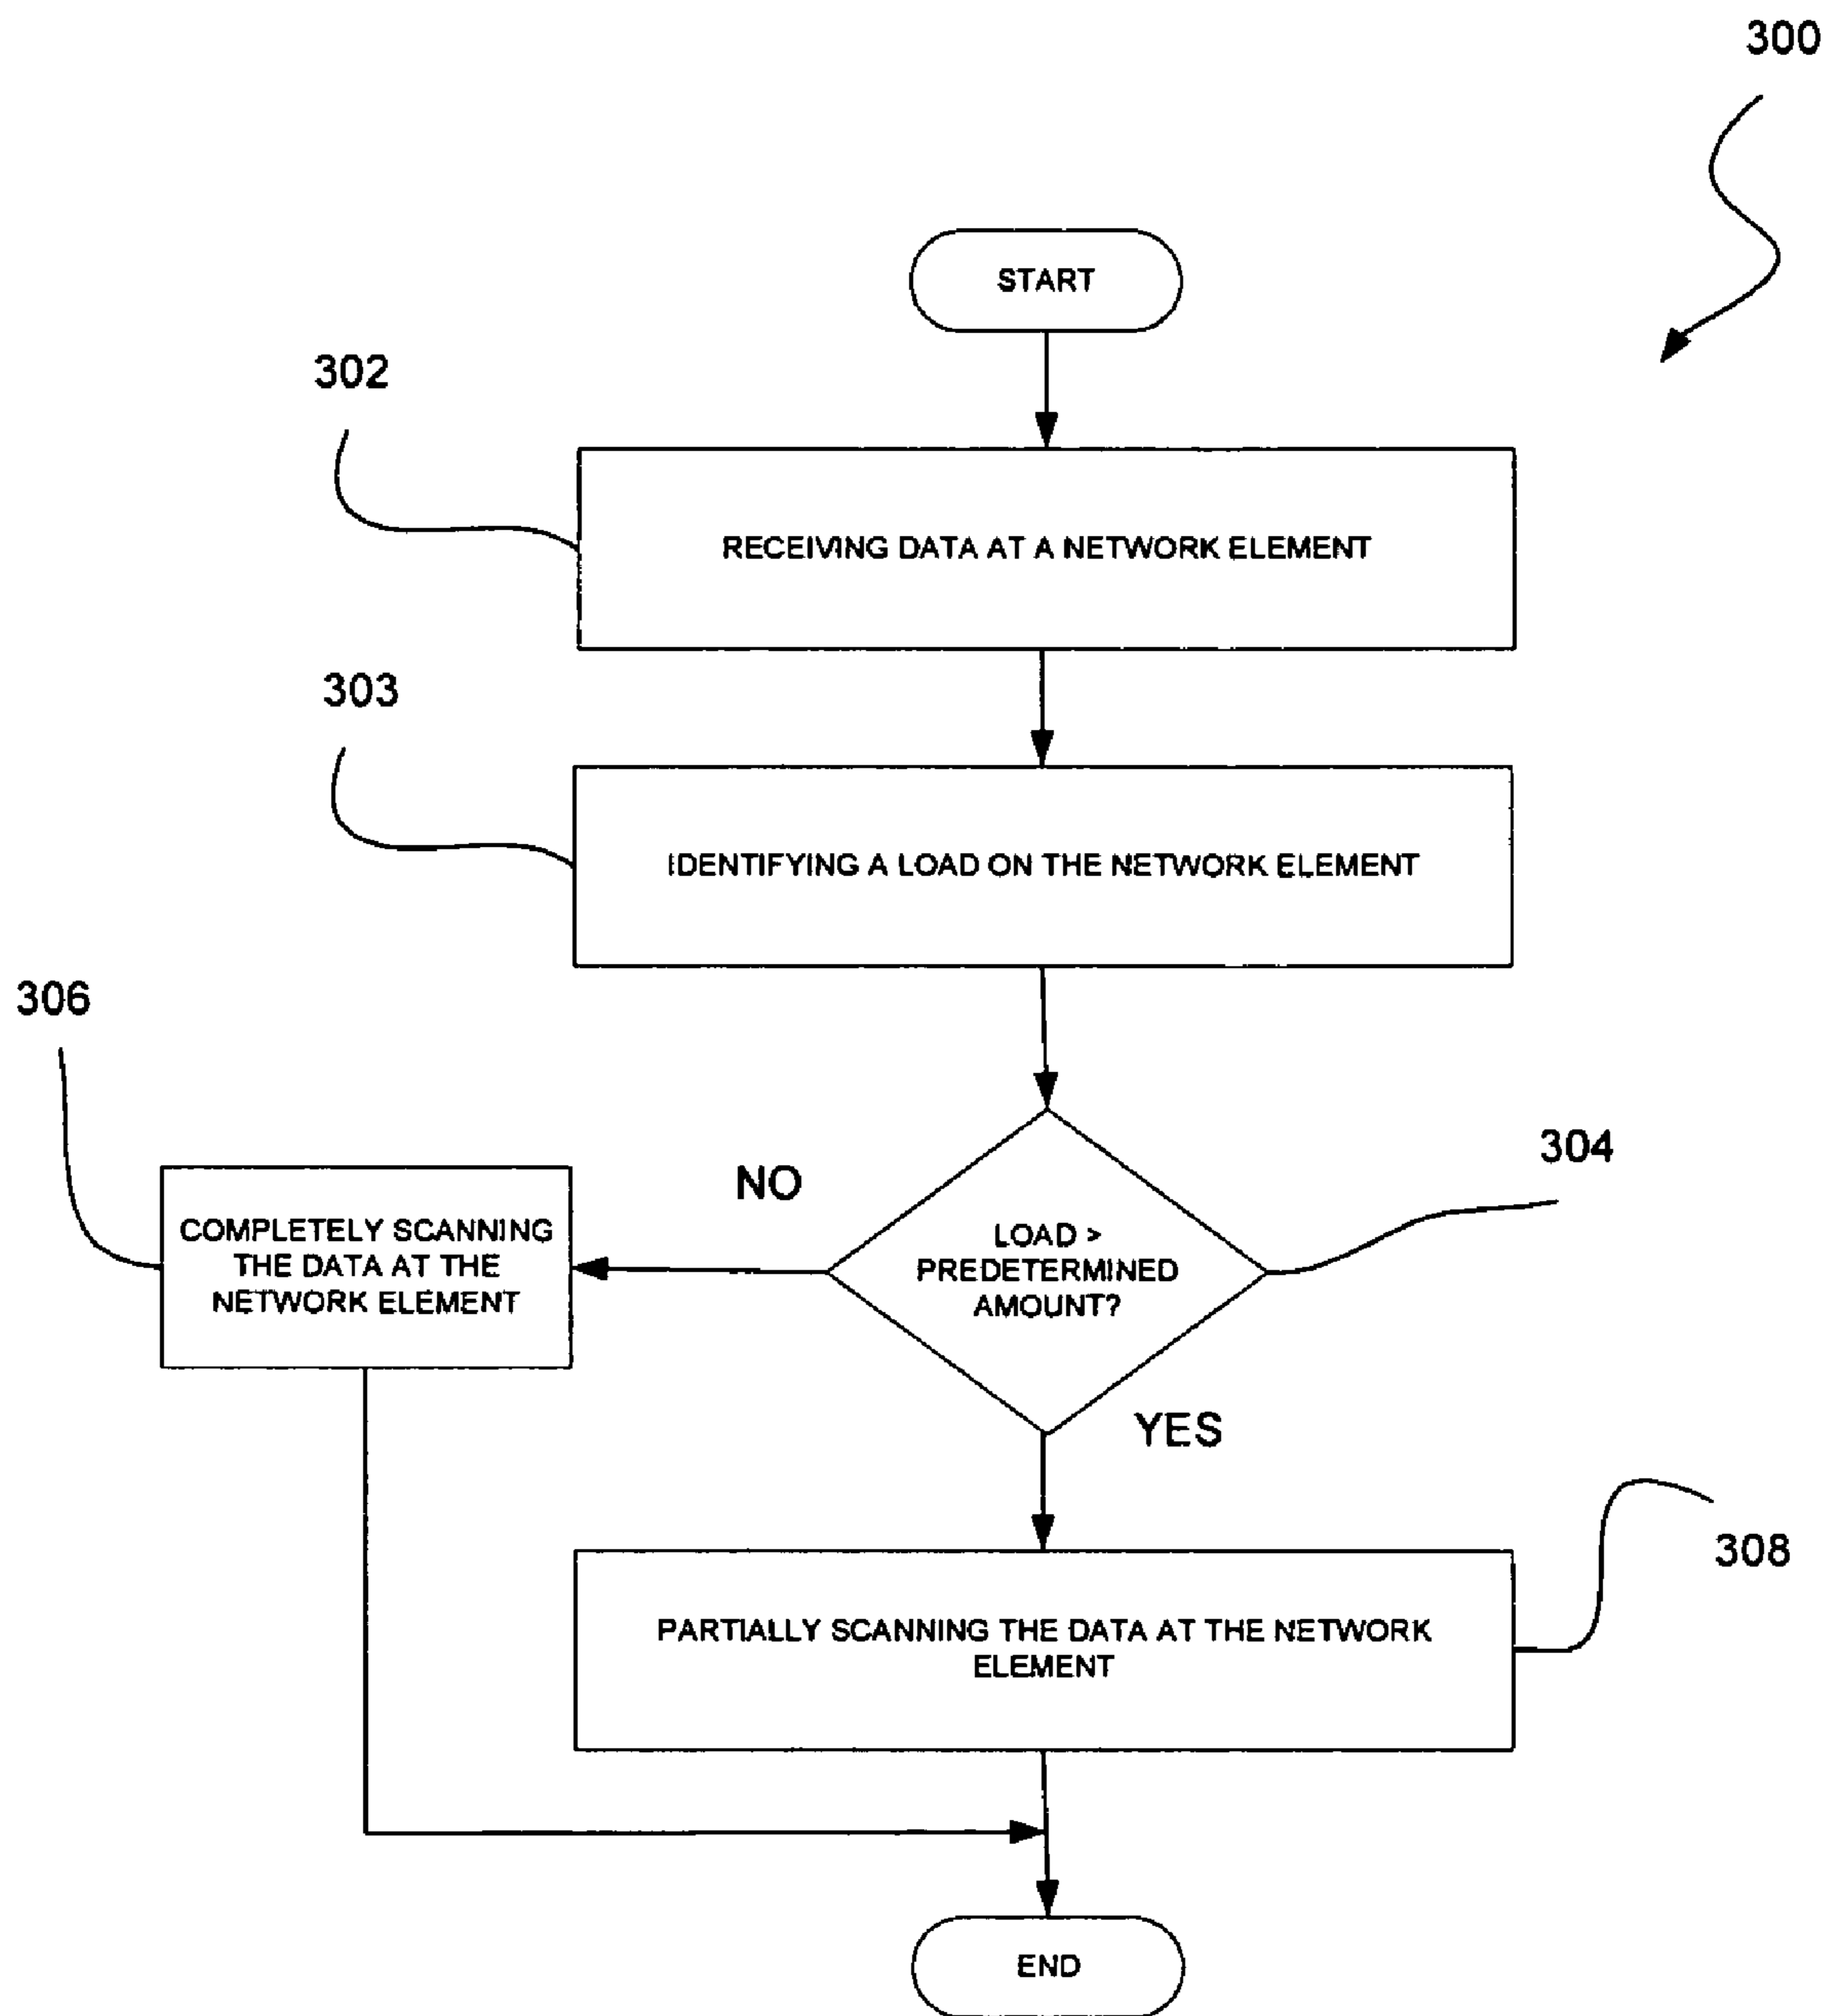 300
START
302
RECEIVING DATA AT A NETWORK ELEMENT
303
IDENTIFYING A LOAD ON THE NETWORK ELEMENT
306
304
NO
COMPLETELY SCANNING
THE DATA AT THE
NETWORK ELEMENT
LOAD >
PREDETERMINED
AMOUNT?
YES
308
PARTIALLY SCANNING THE DATA AT THE NETWORK
ELEMENT
END